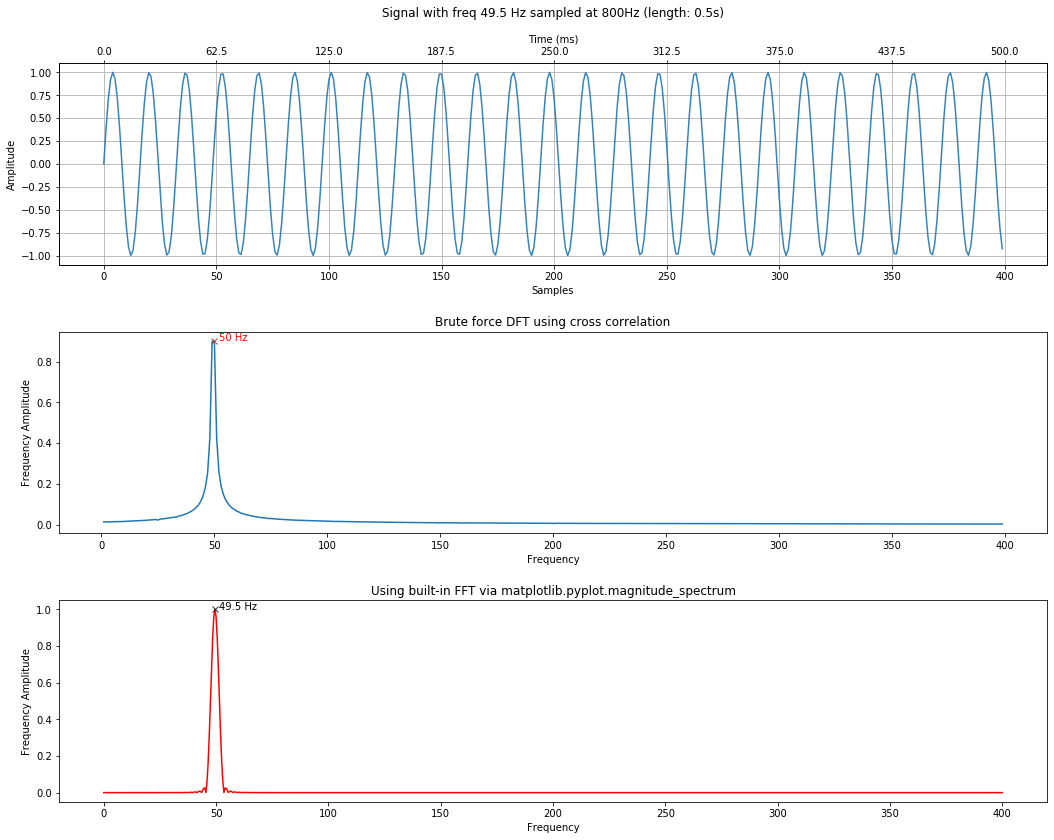 Signal with freq 49.5 Hz sampled at 800Hz (length: 0.5s)
Time (ms)
0.0 62.5 125.0 187.5 250.0 312.5 375.0 437.5 500.0
1.00
0.75
0.50
0.25
0.00
−0.25
−0.50
−0.75
−1.00
Amplitude
0 50 100 150 200 250 300 350 400
Samples
Brute force DFT using cross correlation
50 Hz
0.8
0.6
0.4
0.2
0.0
Frequency Amplitude
0 50 100 150 200 250 300 350 400
Frequency
Using built-in FFT via matplotlib.pyplot.magnitude_spectrum
49.5 Hz
1.0
0.8
0.6
0.4
0.2
0.0
Frequency Amplitude
0 50 100 150 200 250 300 350 400
Frequency